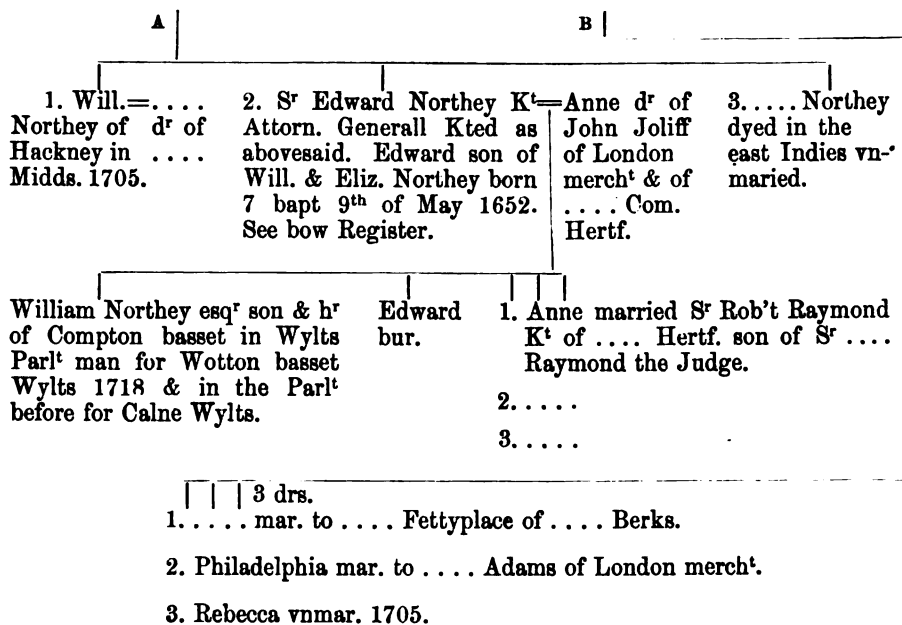 A
B
1. Will.=....
Northey of dʳ of
Hackney in ....
Midds. 1705.
2. Sʳ Edward Northey Kᵗ=
Attorn. Generall Kted as
abovesaid. Edward son of
Will. & Eliz. Northey born
7 bapt 9ᵗʰ of May 1652.
See bow Register.
Anne dʳ of
John Joliff
of London
merchᵗ & of
.... Com.
Hertf.
3..... Northey
dyed in the
east Indies vn-
maried.
William Northey esqʳ son & hʳ
of Compton basset in Wylts
Parlᵗ man for Wotton basset
Wylts 1718 & in the Parlᵗ
before for Calne Wylts.
Edward
bur.
1. Anne married Sʳ Rob't Raymond
Kᵗ of .... Hertf. son of Sʳ ....
Raymond the Judge.
2.....
3.....
3 drs.
1..... mar. to .... Fettyplace of .... Berks.
2. Philadelphia mar. to .... Adams of London merchᵗ.
3. Rebecca vnmar. 1705.